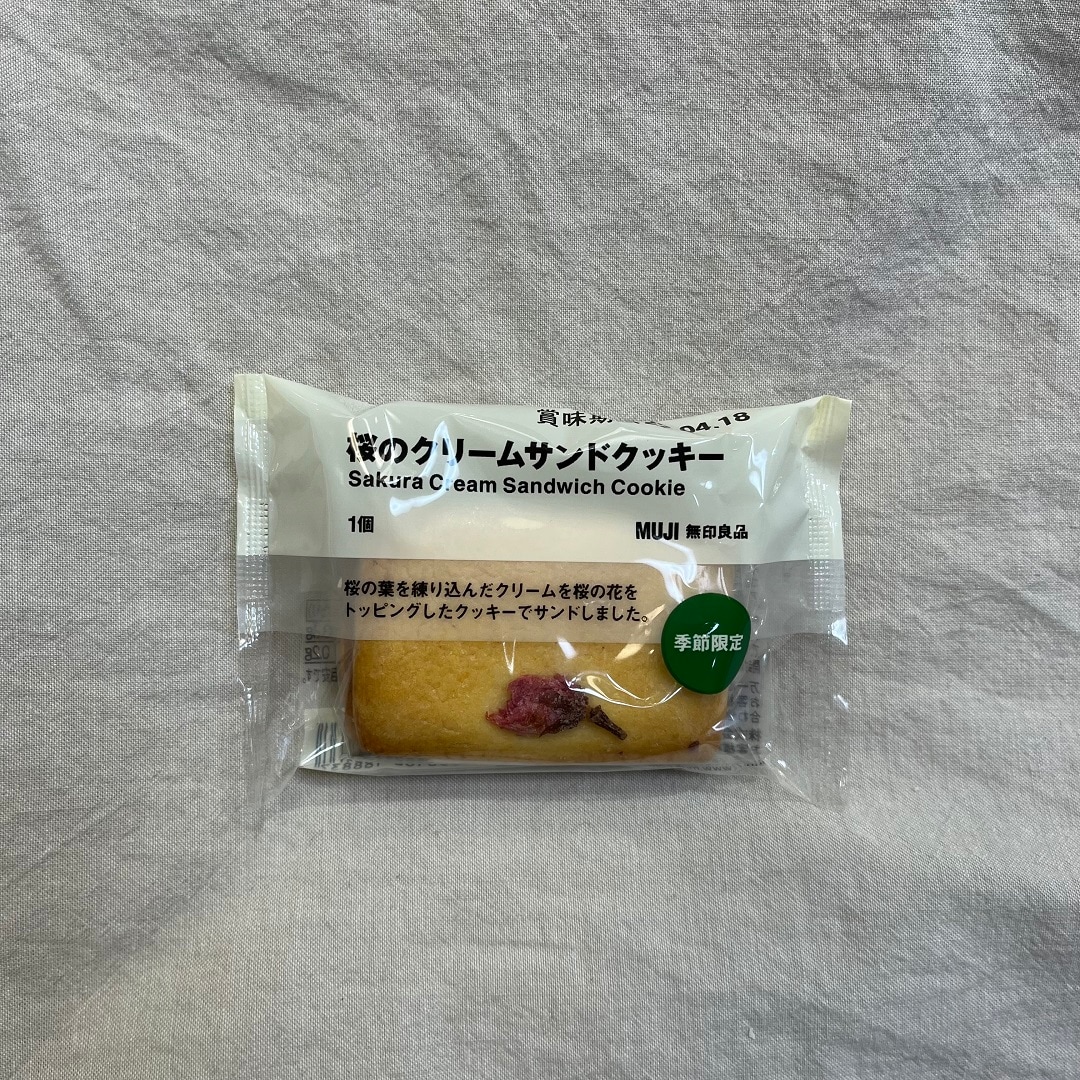 賞味期 04.18
桜のクリームサンドクッキー
Sakura Cream Sandwich Cookie
1個
MUJI 無印良品
桜の葉を練り込んだクリームを桜の花を
トッピングしたクッキーでサンドしました。
季節限定